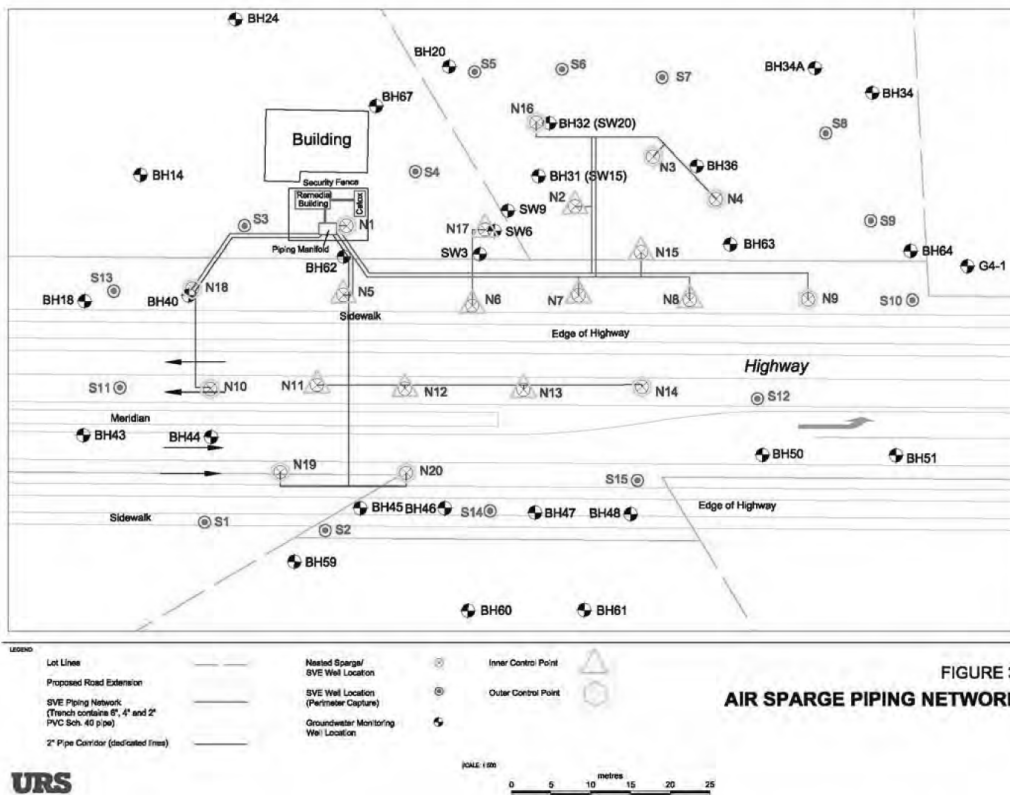 BH24
BH20
S5
S6
S7
BH34A
BH34
BH67
N16
BH32 (SW20)
S8
Building
BH14
S4
BH31 (SW15)
N3
BH36
Security Fence
Remedial
Building
Catox
N2
N4
S3
N1
SW9
N17
SW6
S9
Piping Manifold
BH62
SW3
N15
BH63
BH64
G4-1
S13
BH18
BH40
N18
N5
N6
N7
N8
N9
S10
Sidewalk
Edge of Highway
Highway
S11
N10
N11
N12
N13
N14
S12
Meridian
BH43
BH44
BH50
BH51
N19
N20
S15
Sidewalk
S1
S2
BH45
BH46
S14
BH47
BH48
Edge of Highway
BH59
BH60
BH61
LEGEND
Lot Lines
Proposed Road Extension
SVE Piping Network
(Trench contains 6", 4" and 2"
PVC Sch. 40 pipe)
2" Pipe Corridor (dedicated lines)
Nested Sparge/
SVE Well Location
SVE Well Location
(Perimeter Capture)
Groundwater Monitoring
Well Location
Inner Control Point
Outer Control Point
FIGURE 3
AIR SPARGE PIPING NETWORK
URS
metres
0 5 10 15 20 25